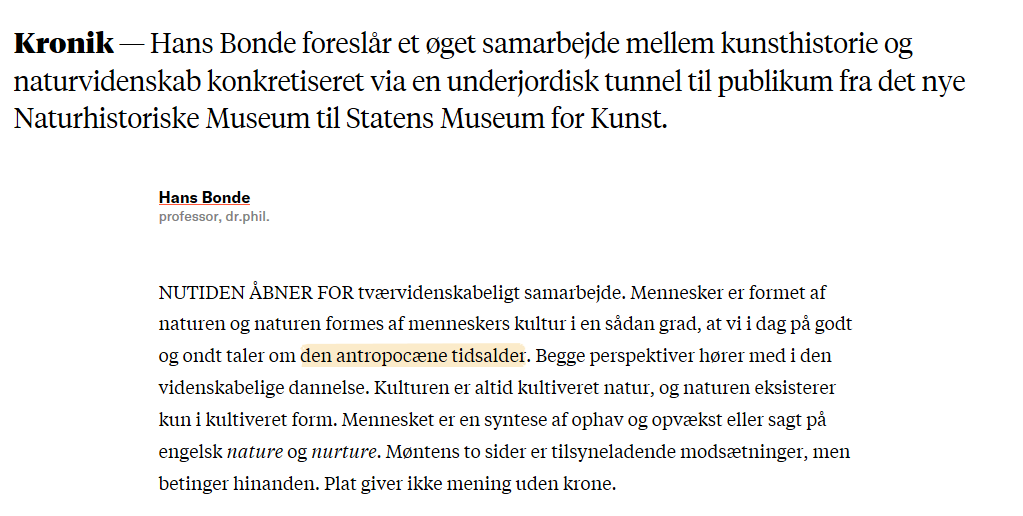 Kronik — Hans Bonde foreslår et øget samarbejde mellem kunsthistorie og
naturvidenskab konkretiseret via en underjordisk tunnel til publikum fra det nye
Naturhistoriske Museum til Statens Museum for Kunst.
Hans Bonde
professor, dr.phil.
NUTIDEN ÅBNER FOR tværvidenskabeligt samarbejde. Mennesker er formet af
naturen og naturen formes af menneskers kultur i en sådan grad, at vi i dag på godt
og ondt taler om den antropocæne tidsalder. Begge perspektiver hører med i den
videnskabelige dannelse. Kulturen er altid kultiveret natur, og naturen eksisterer
kun i kultiveret form. Mennesket er en syntese af ophav og opvækst eller sagt på
engelsk nature og nurture. Møntens to sider er tilsyneladende modsætninger, men
betinger hinanden. Plat giver ikke mening uden krone.